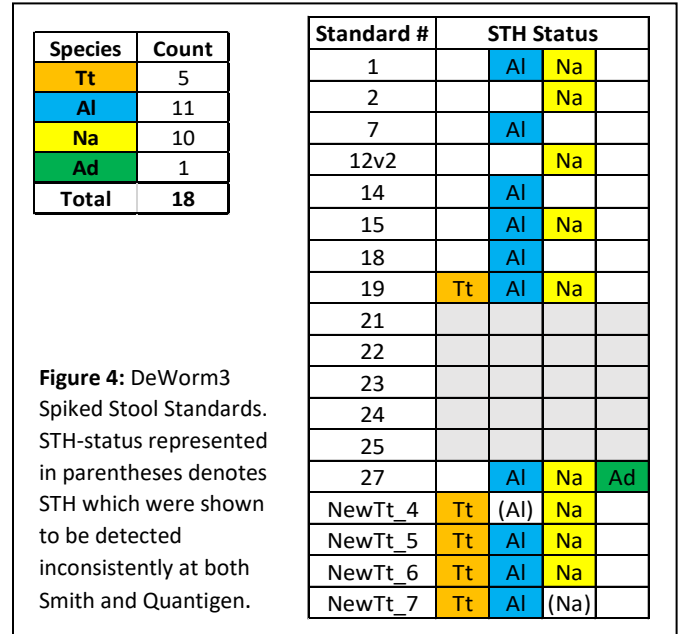 Species Count
Tt 5
Al 11
Na 10
Ad 1
Total 18
Figure 4: DeWorm3
Spiked Stool Standards.
STH-status represented
in parentheses denotes
STH which were shown
to be detected
inconsistently at both
Smith and Quantigen.
Standard # STH Status
1 Al Na
2 Na
7 Al
12v2 Na
14 Al
15 Al Na
18 Al
19 Tt Al Na
21
22
23
24
25
27 Al Na Ad
NewTt_4 Tt (Al) Na
NewTt_5 Tt Al Na
NewTt_6 Tt Al Na
NewTt_7 Tt Al (Na)